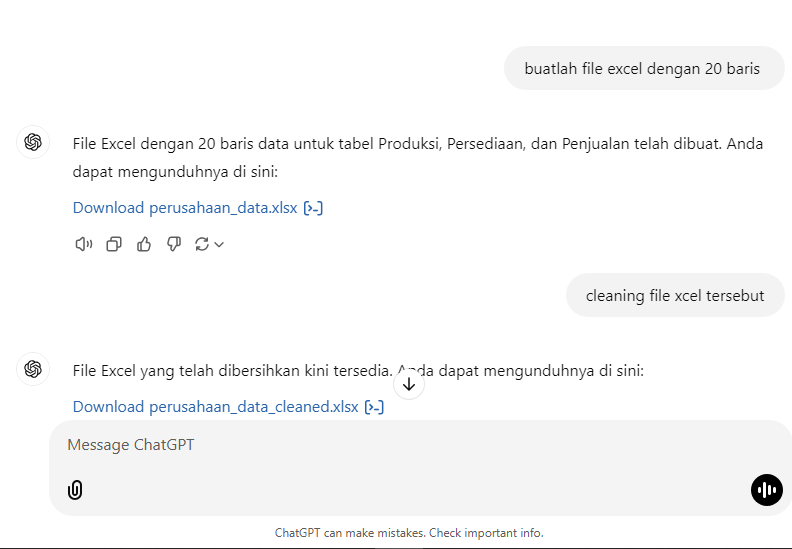 buatlah file excel dengan 20 baris
File Excel dengan 20 baris data untuk tabel Produksi, Persediaan, dan Penjualan telah dibuat. Anda
dapat mengunduhnya di sini:
Download perusahaan_data.xlsx [>-]
cleaning file xcel tersebut
File Excel yang telah dibersihkan kini tersedia. Anda dapat mengunduhnya di sini:
Download perusahaan_data_cleaned.xlsx [>-]
Message ChatGPT
ChatGPT can make mistakes. Check important info.